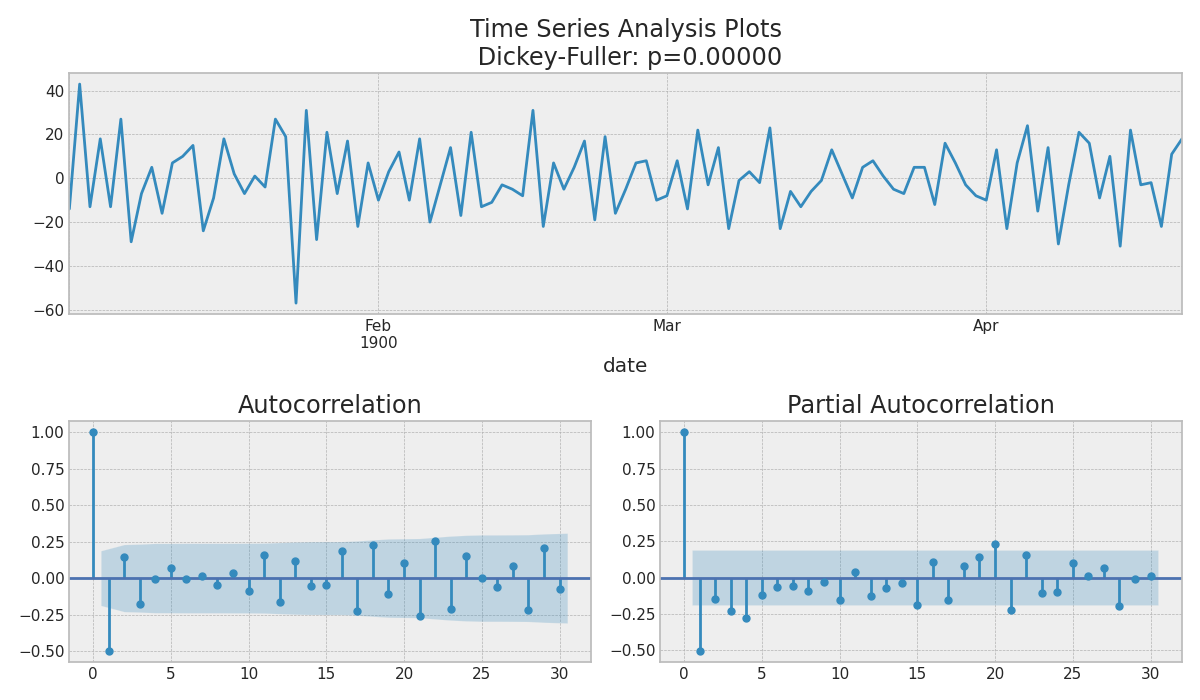 Time Series Analysis Plots
Dickey-Fuller: p=0.00000
40
20
0
−20
−40
−60
Feb
1900
Mar
Apr
date
Autocorrelation
1.00
0.75
0.50
0.25
0.00
−0.25
−0.50
0 5 10 15 20 25 30
Partial Autocorrelation
1.00
0.75
0.50
0.25
0.00
−0.25
−0.50
0 5 10 15 20 25 30